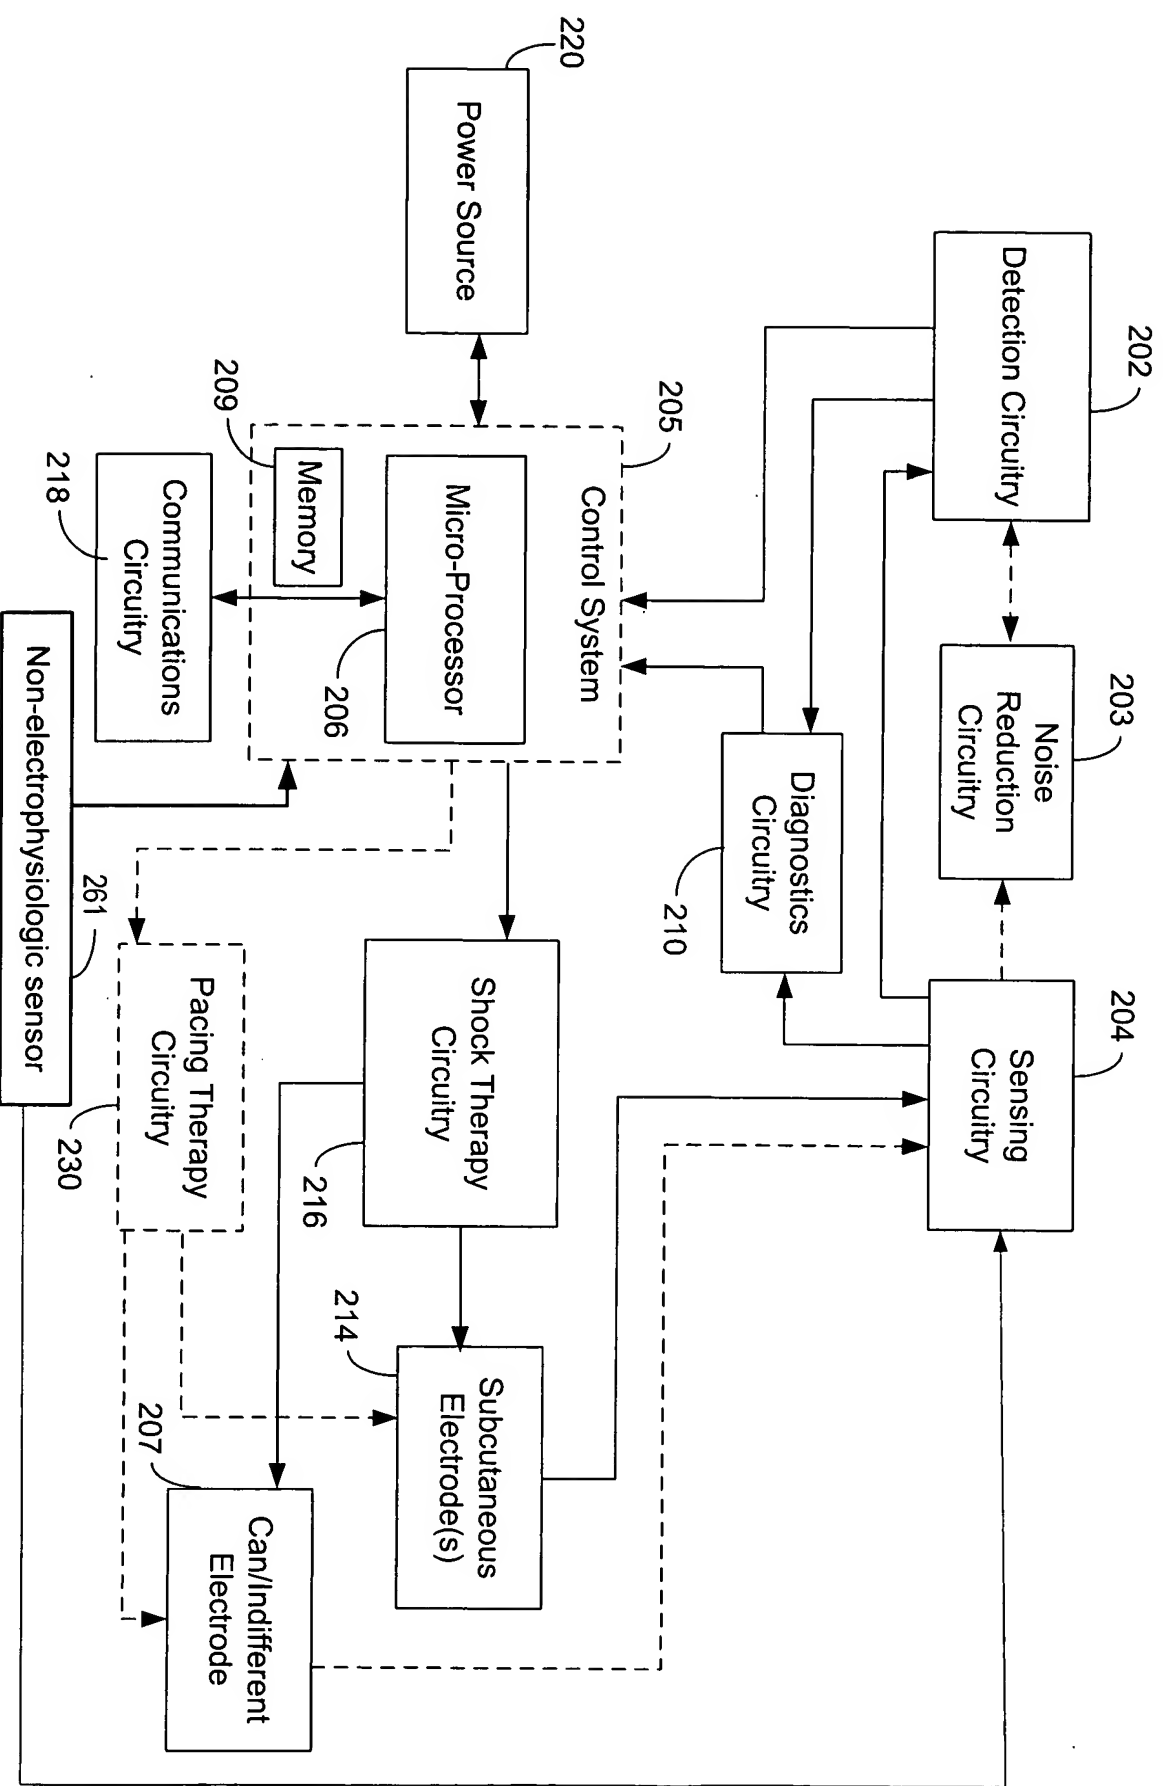 202
Detection Circuitry
203
Noise
Reduction
Circuitry
204
Sensing
Circuitry
Diagnostics
Circuitry
210
205
Control System
Micro-Processor
206
Memory
209
220
Power Source
Communications
Circuitry
218
Shock Therapy
Circuitry
216
Subcutaneous
Electrode(s)
214
Pacing Therapy
Circuitry
230
Can/Indifferent
Electrode
207
261
Non-electrophysiologic sensor